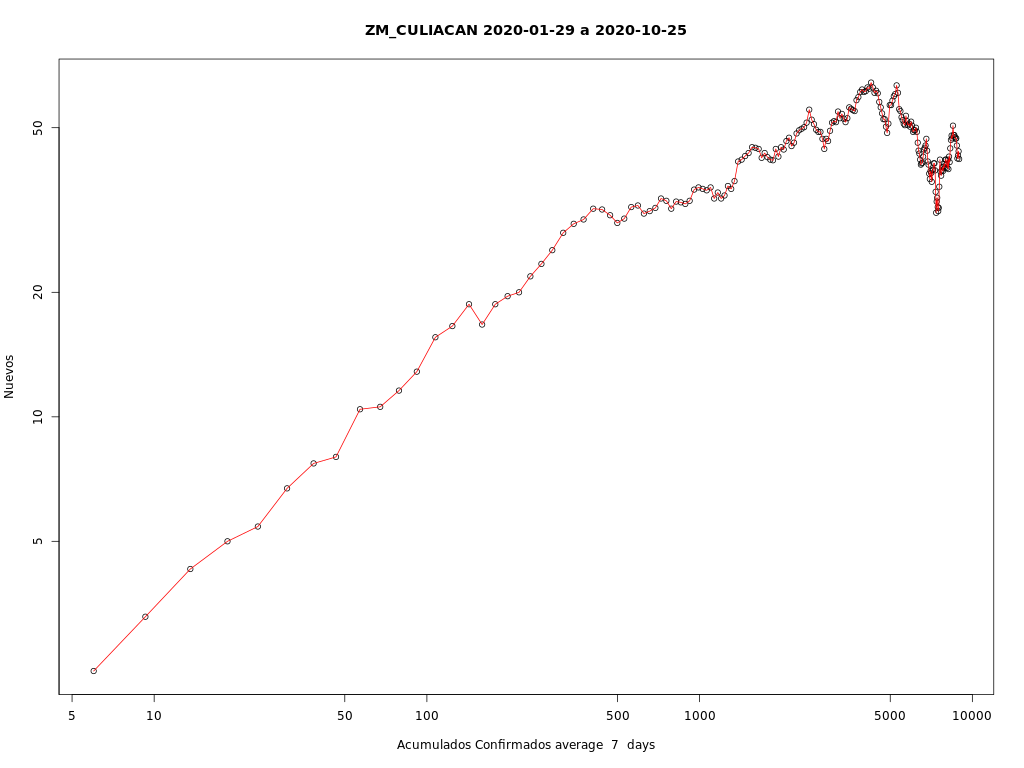 ZM_CULIACAN 2020-01-29 a 2020-10-25
Nuevos
50
20
10
5
5 10 50 100 500 1000 5000 10000
Acumulados Confirmados average 7 days